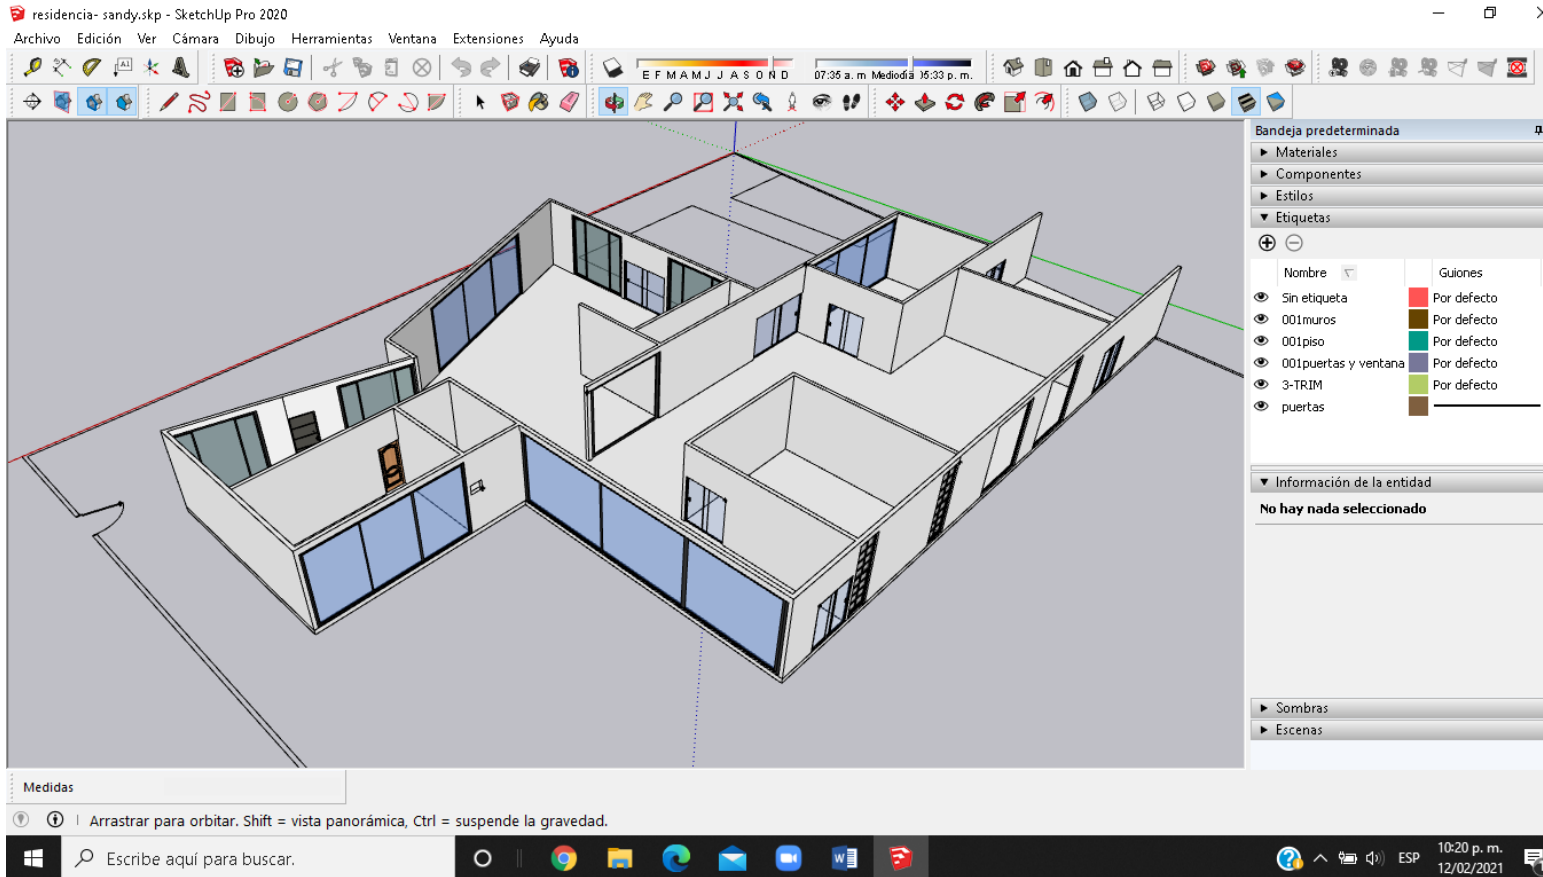 residencia- sandy.skp - SketchUp Pro 2020
Archivo Edición Ver Cámara Dibujo Herramientas Ventana Extensiones Ayuda
A1
E F M A M J J A S O N D
07:35 a. m Mediodía 05:33 p. m.
Bandeja predeterminada
Materiales
Componentes
Estilos
Etiquetas
Nombre Guiones
Sin etiqueta Por defecto
001muros Por defecto
001piso Por defecto
001puertas y ventana Por defecto
3-TRIM Por defecto
puertas
Información de la entidad
No hay nada seleccionado
Sombras
Escenas
Medidas
Arrastrar para orbitar. Shift = vista panorámica, Ctrl = suspende la gravedad.
Escribe aquí para buscar.
ESP
10:20 p. m.
12/02/2021